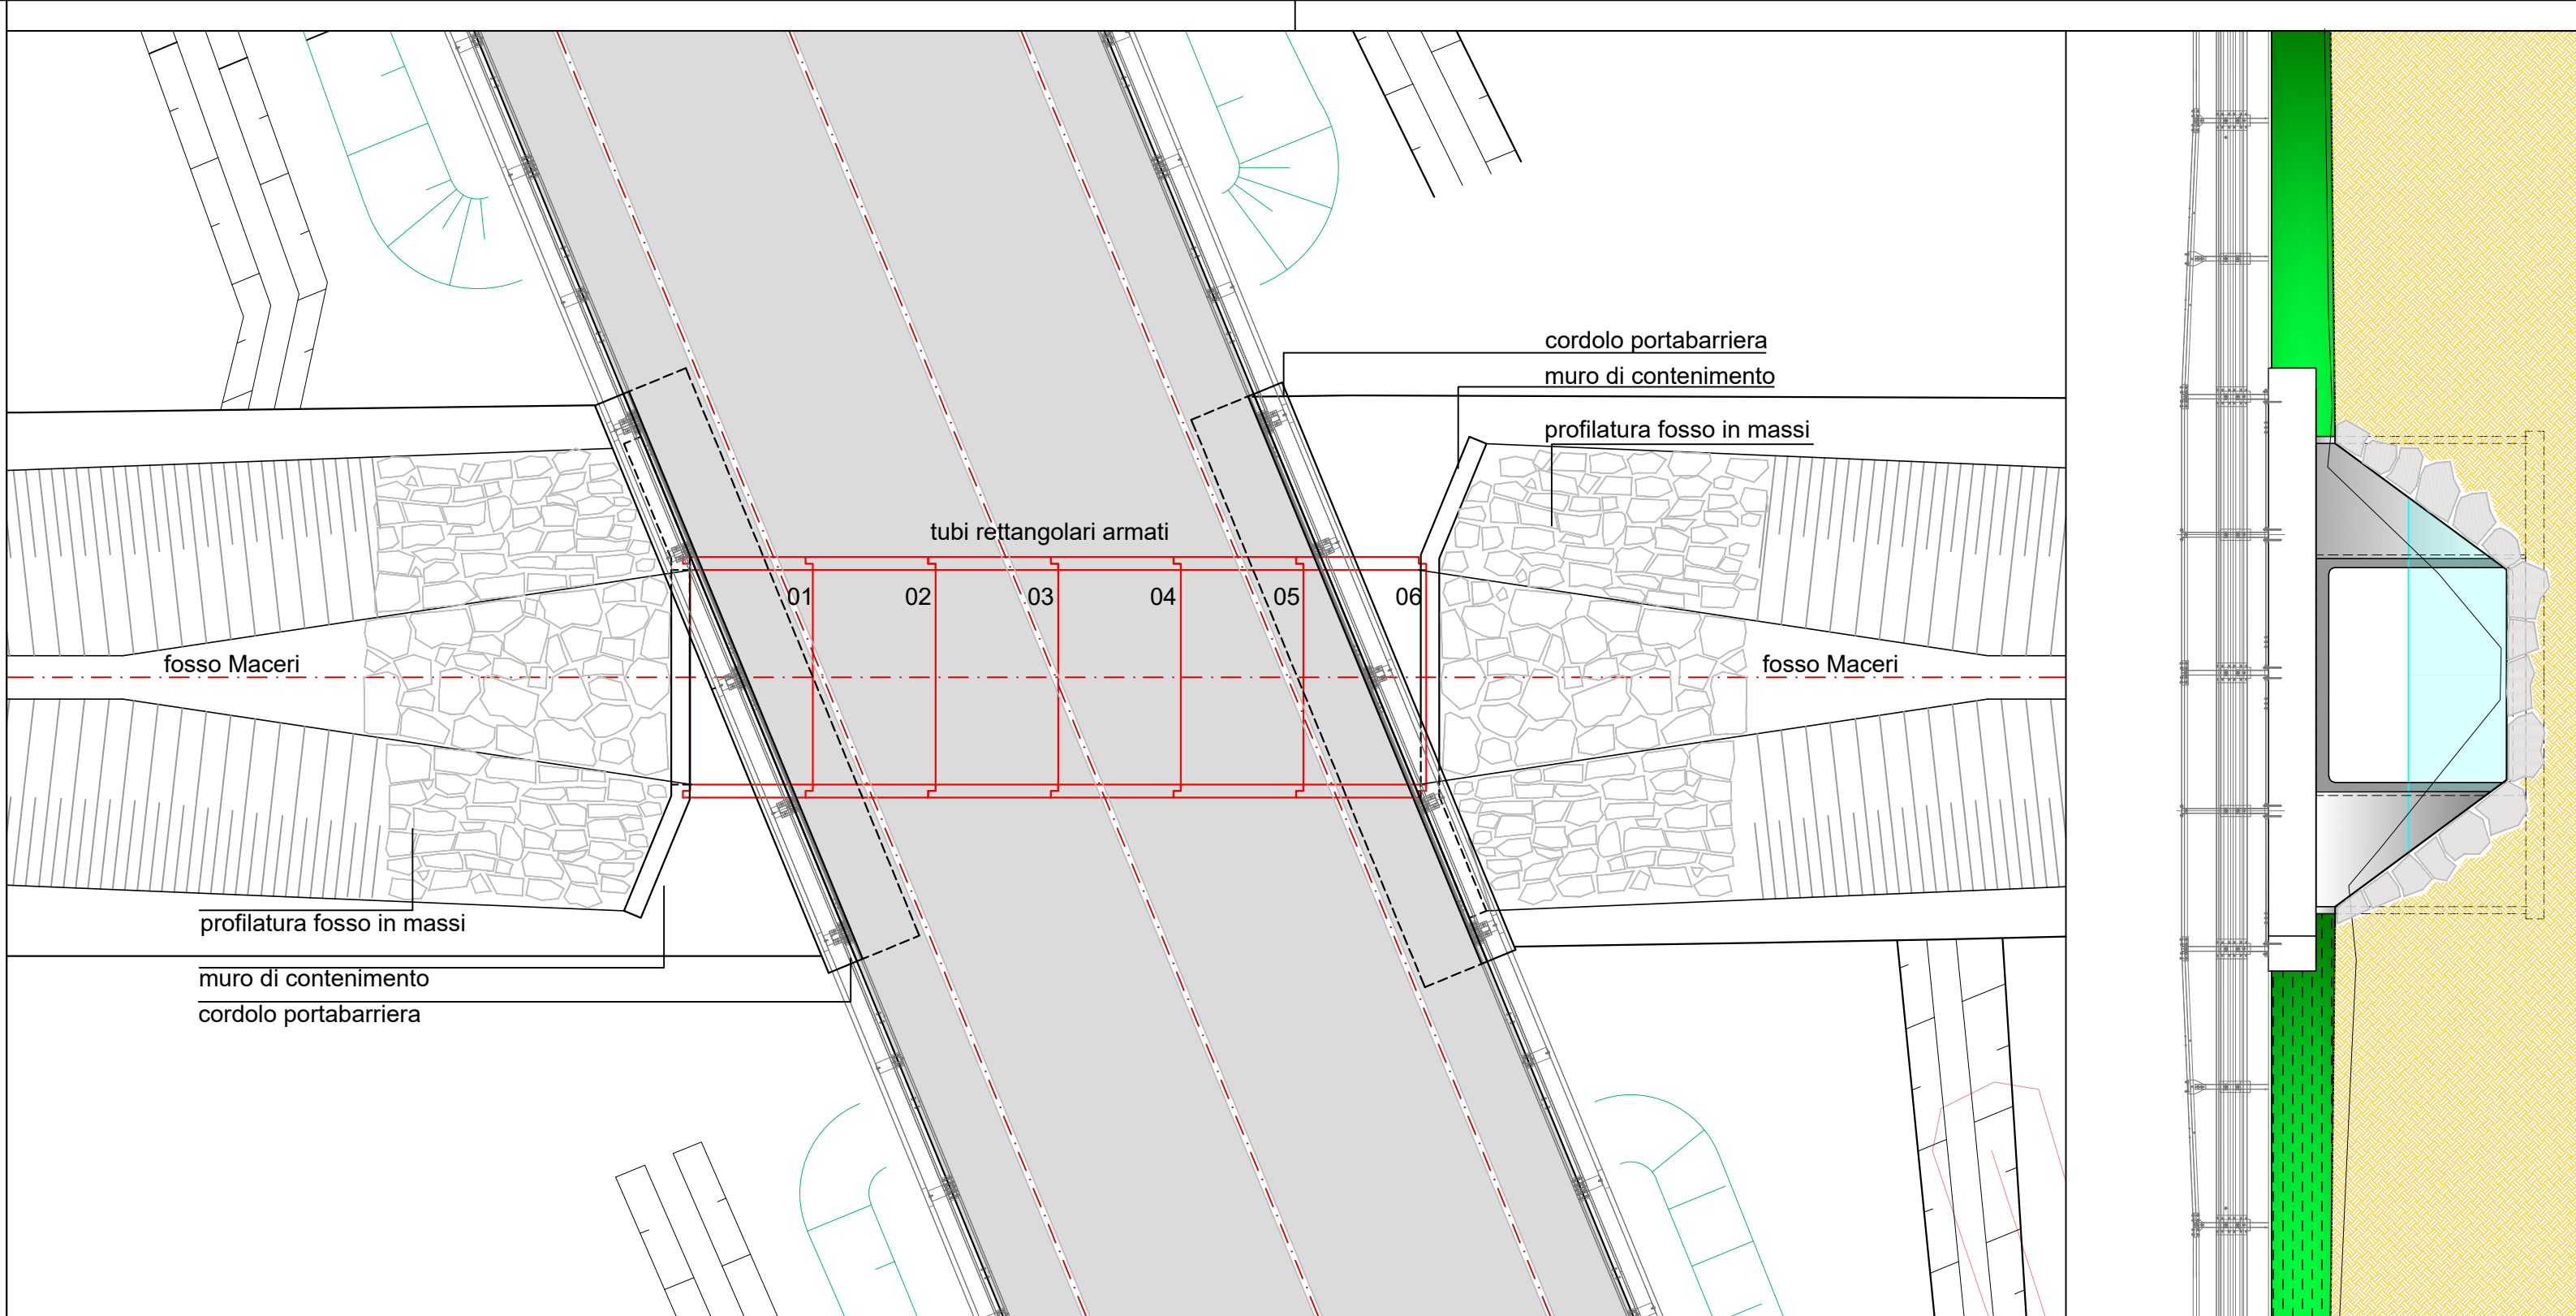 cordolo portabarriera
muro di contenimento
profilatura fosso in massi
tubi rettangolari armati
01
02
03
04
05
06
fosso Maceri
fosso Maceri
profilatura fosso in massi
muro di contenimento
cordolo portabarriera